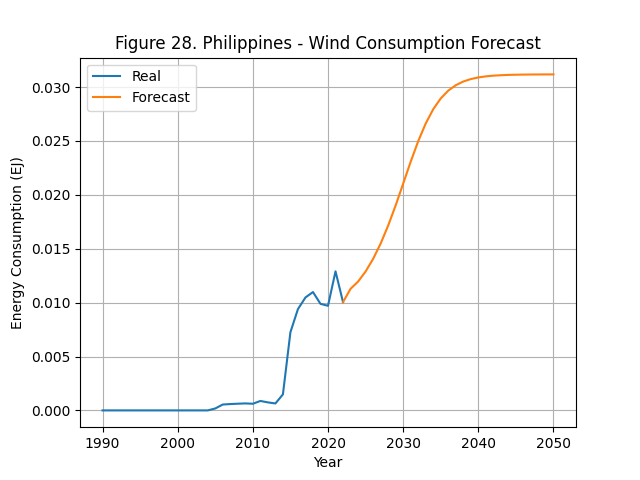 Figure 28. Philippines - Wind Consumption Forecast
Real
Forecast
0.030
0.025
0.020
0.015
0.010
0.005
0.000
Energy Consumption (EJ)
1990 2000 2010 2020 2030 2040 2050
Year